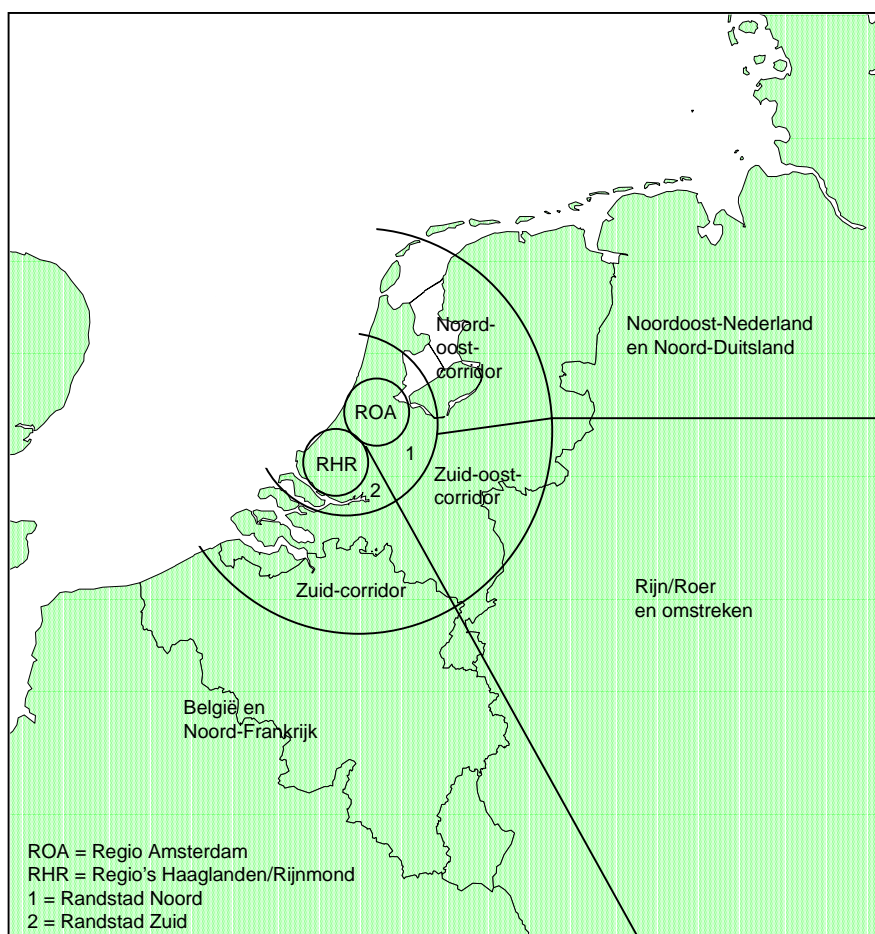 Noord-
oost-
corridor
Noordoost-Nederland
en Noord-Duitsland
ROA
1
RHR
2
Zuid-oost-
corridor
Zuid-corridor
Rijn/Roer
en omstreken
België en
Noord-Frankrijk
ROA = Regio Amsterdam
RHR = Regio's Haaglanden/Rijnmond
1 = Randstad Noord
2 = Randstad Zuid